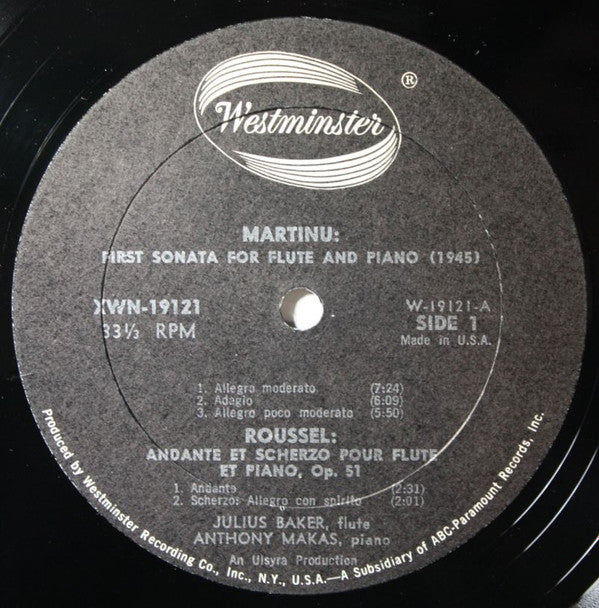 Westminster ®
MARTINU:
FIRST SONATA FOR FLUTE AND PIANO (1945)
XWN-19121
33⅓ RPM
W-19121-A
SIDE 1
Made in U.S.A.
1. Allegro moderato (7:24)
2. Adagio (6:09)
3. Allegro poco moderato (5:50)
ROUSSEL:
ANDANTE ET SCHERZO POUR FLUTE
ET PIANO, Op. 51
1. Andante (2:31)
2. Scherzo: Allegro con spirito (2:01)
JULIUS BAKER, flute
ANTHONY MAKAS, piano
An Ulsyra Production
Produced by Westminster Recording Co., Inc., N.Y., U.S.A.—A Subsidiary of ABC-Paramount Records, Inc.